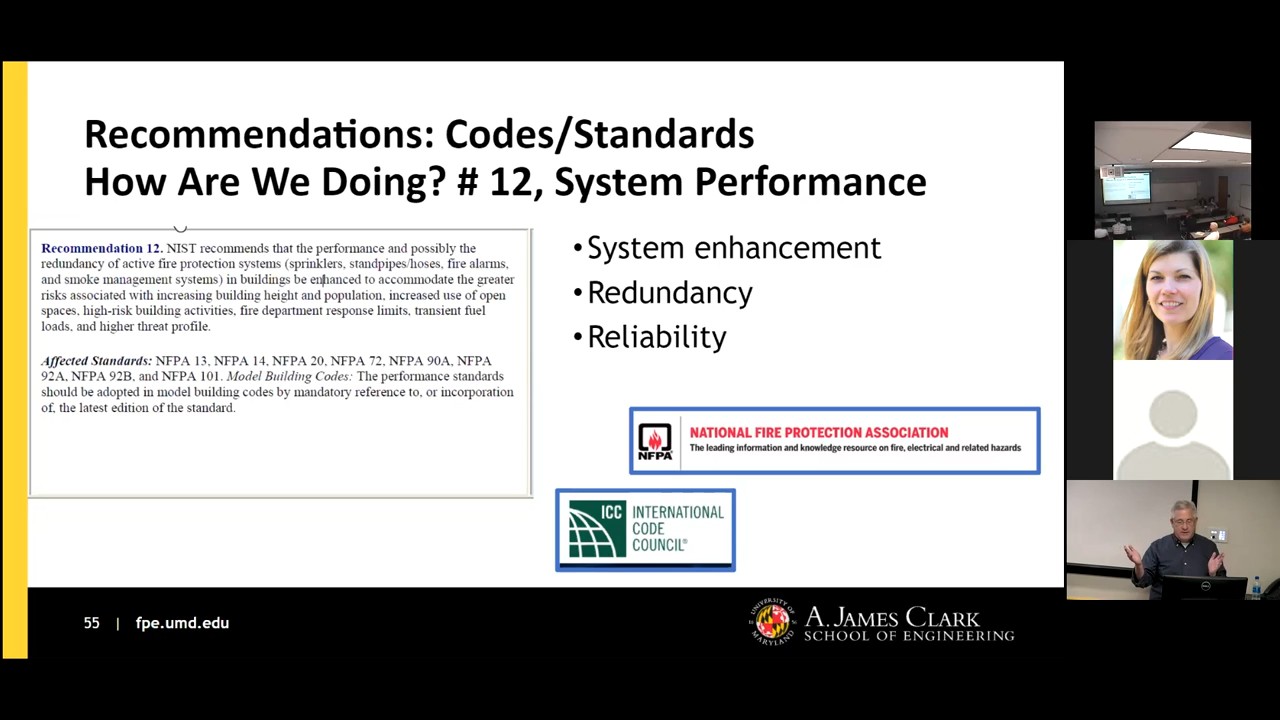 Recommendations: Codes/Standards
How Are We Doing? # 12, System Performance
Recommendation 12. NIST recommends that the performance and possibly the
redundancy of active fire protection systems (sprinklers, standpipes/hoses, fire alarms,
and smoke management systems) in buildings be enhanced to accommodate the greater
risks associated with increasing building height and population, increased use of open
spaces, high-risk building activities, fire department response limits, transient fuel
loads, and higher threat profile.
Affected Standards: NFPA 13, NFPA 14, NFPA 20, NFPA 72, NFPA 90A, NFPA
92A, NFPA 92B, and NFPA 101. Model Building Codes: The performance standards
should be adopted in model building codes by mandatory reference to, or incorporation
of, the latest edition of the standard.
•System enhancement
•Redundancy
•Reliability
NFPA
NATIONAL FIRE PROTECTION ASSOCIATION
The leading information and knowledge resource on fire, electrical and related hazards
ICC INTERNATIONAL
CODE
COUNCIL®
55 | fpe.umd.edu
UNIVERSITY OF
MARYLAND
A. JAMES CLARK
SCHOOL OF ENGINEERING